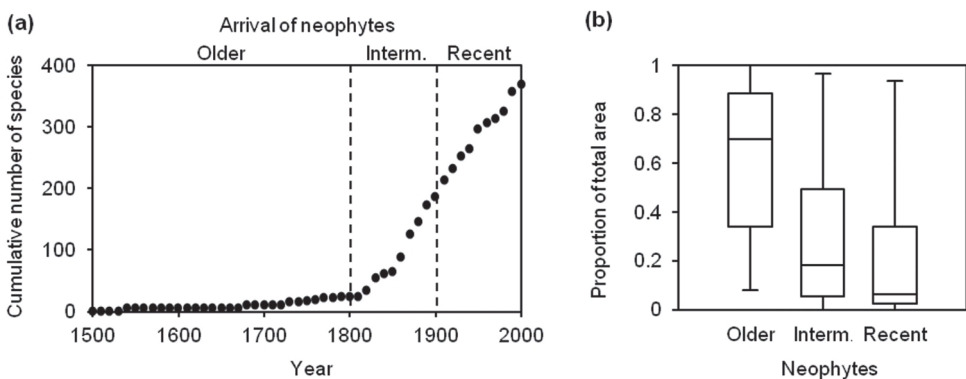 (a)
Arrival of neophytes
Older Interm. Recent
Cumulative number of species
400
300
200
100
0
1500 1600 1700 1800 1900 2000
Year
(b)
Proportion of total area
1
0.8
0.6
0.4
0.2
0
Older Interm. Recent
Neophytes